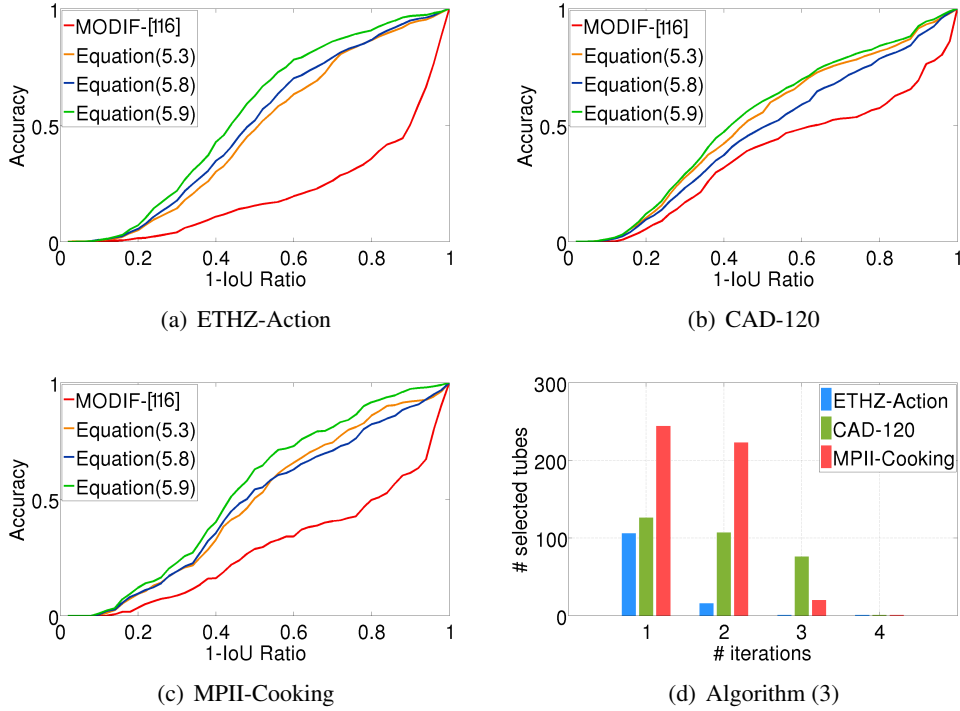 1
0.5
0
Accuracy
MODIF-[116]
Equation(5.3)
Equation(5.8)
Equation(5.9)
0 0.2 0.4 0.6 0.8 1
1-IoU Ratio
(a) ETHZ-Action
1
0.5
0
Accuracy
MODIF-[116]
Equation(5.3)
Equation(5.8)
Equation(5.9)
0 0.2 0.4 0.6 0.8 1
1-IoU Ratio
(b) CAD-120
1
0.5
0
Accuracy
MODIF-[116]
Equation(5.3)
Equation(5.8)
Equation(5.9)
0 0.2 0.4 0.6 0.8 1
1-IoU Ratio
(c) MPII-Cooking
300
200
100
0
# selected tubes
ETHZ-Action
CAD-120
MPII-Cooking
1 2 3 4
# iterations
(d) Algorithm (3)